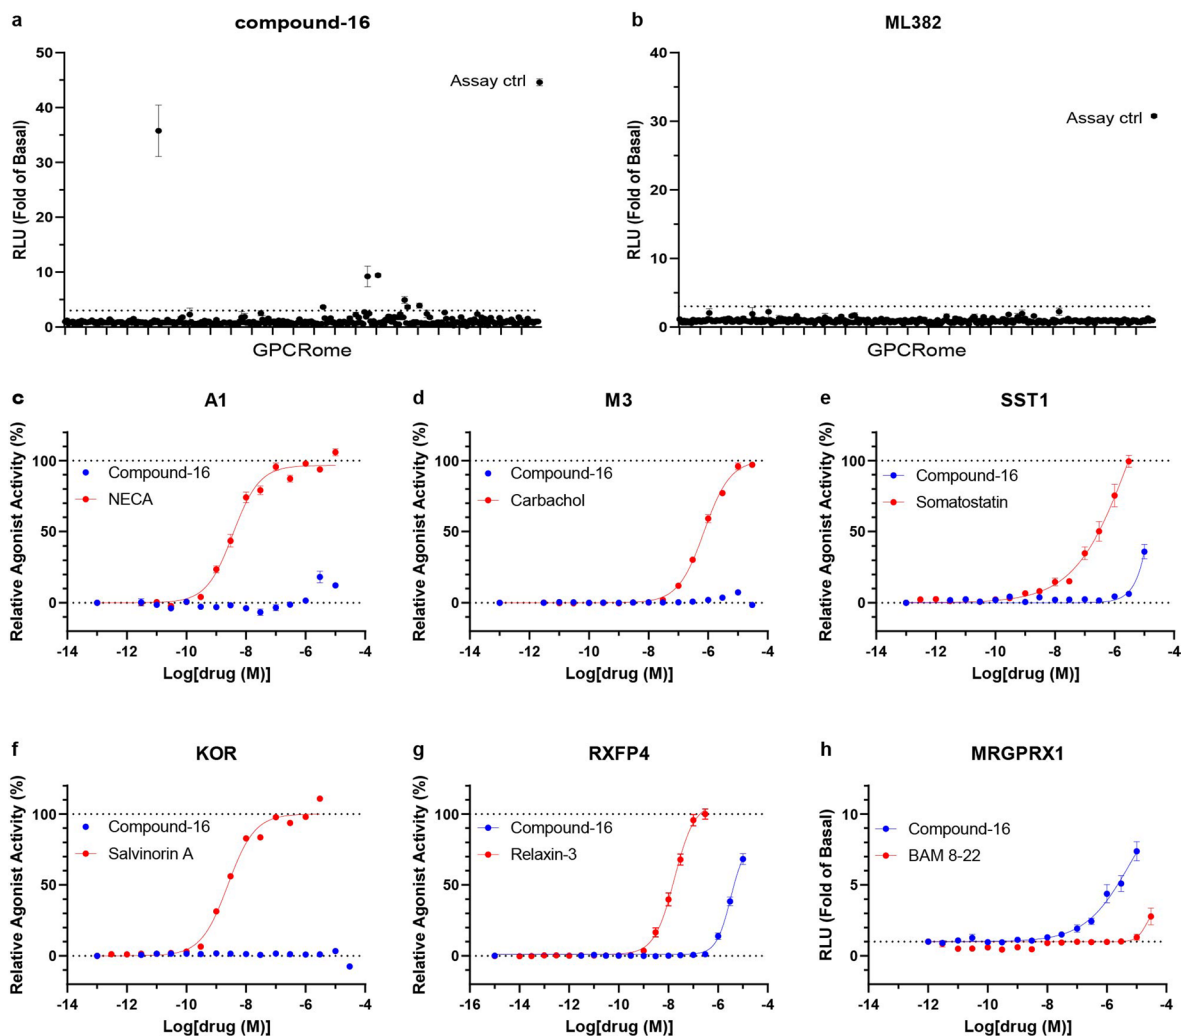 a
compound-16
RLU (Fold of Basal)
50
40
30
20
10
0
Assay ctrl
GPCRome
b
ML382
RLU (Fold of Basal)
40
30
20
10
0
Assay ctrl
GPCRome
c
A1
Relative Agonist Activity (%)
100
50
0
Compound-16
NECA
-14 -12 -10 -8 -6 -4
Log[drug (M)]
d
M3
Relative Agonist Activity (%)
100
50
0
Compound-16
Carbachol
-14 -12 -10 -8 -6 -4
Log[drug (M)]
e
SST1
Relative Agonist Activity (%)
100
50
0
Compound-16
Somatostatin
-14 -12 -10 -8 -6 -4
Log[drug (M)]
f
KOR
Relative Agonist Activity (%)
100
50
0
Compound-16
Salvinorin A
-14 -12 -10 -8 -6 -4
Log[drug (M)]
g
RXFP4
Relative Agonist Activity (%)
100
50
0
Compound-16
Relaxin-3
-16 -14 -12 -10 -8 -6 -4
Log[drug (M)]
h
MRGPRX1
RLU (Fold of Basal)
10
5
0
Compound-16
BAM 8-22
-14 -12 -10 -8 -6 -4
Log[drug (M)]